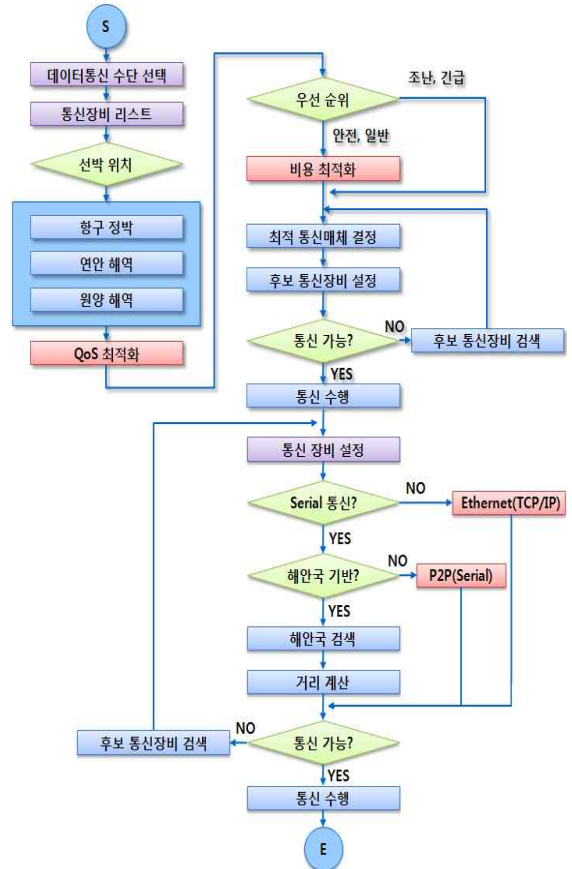 S
데이터통신 수단 선택
통신장비 리스트
선박 위치
항구 정박
연안 해역
원양 해역
QoS 최적화
우선 순위
조난, 긴급
안전, 일반
비용 최적화
최적 통신매체 결정
후보 통신장비 설정
통신 가능?
NO
후보 통신장비 검색
YES
통신 수행
통신 장비 설정
Serial 통신?
NO
Ethernet(TCP/IP)
YES
해안국 기반?
NO
P2P(Serial)
YES
해안국 검색
거리 계산
통신 가능?
NO
후보 통신장비 검색
YES
통신 수행
E